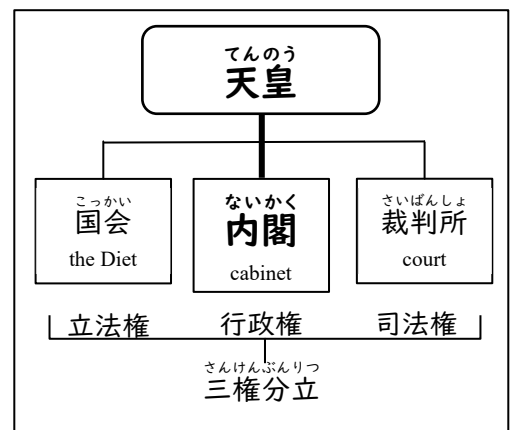 てんのう
天皇
こっかい
国会
the Diet
ないかく
内閣
cabinet
さいばんしょ
裁判所
court
立法権 行政権 司法権
さんけんぶんりつ
三権分立